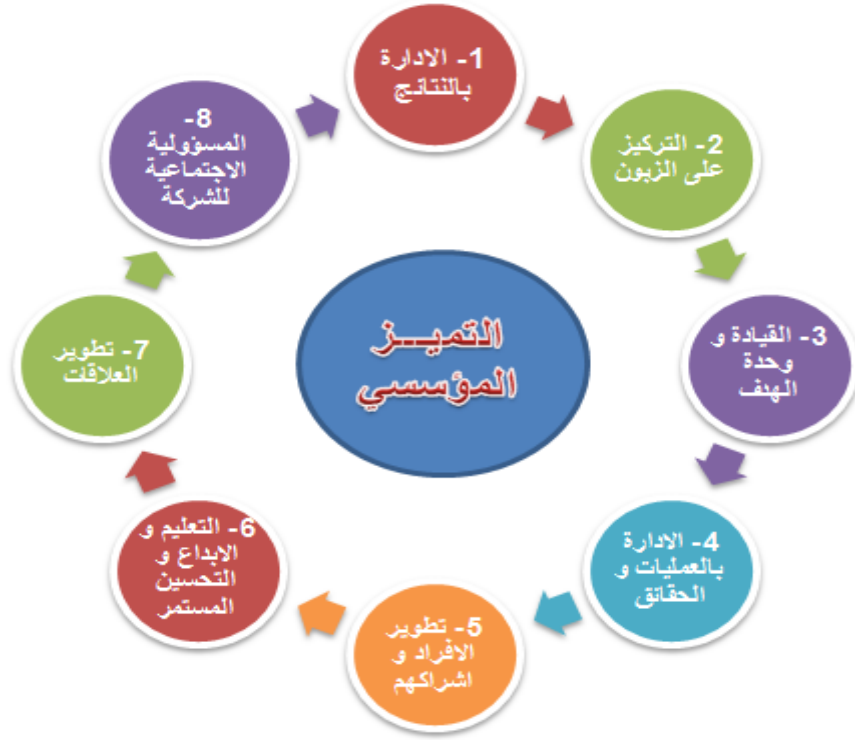 1- الادارة
بالنتائج
2- التركيز
على الزبون
3- القيادة و
وحدة
الهدف
4- الادارة
بالعمليات و
الحقائق
5- تطوير
الافراد و
اشراكهم
6- التعليم و
الابداع و
التحسين
المستمر
7- تطوير
العلاقات
8-
المسؤولية
الاجتماعية
للشركة
التميـــز
المؤسسي